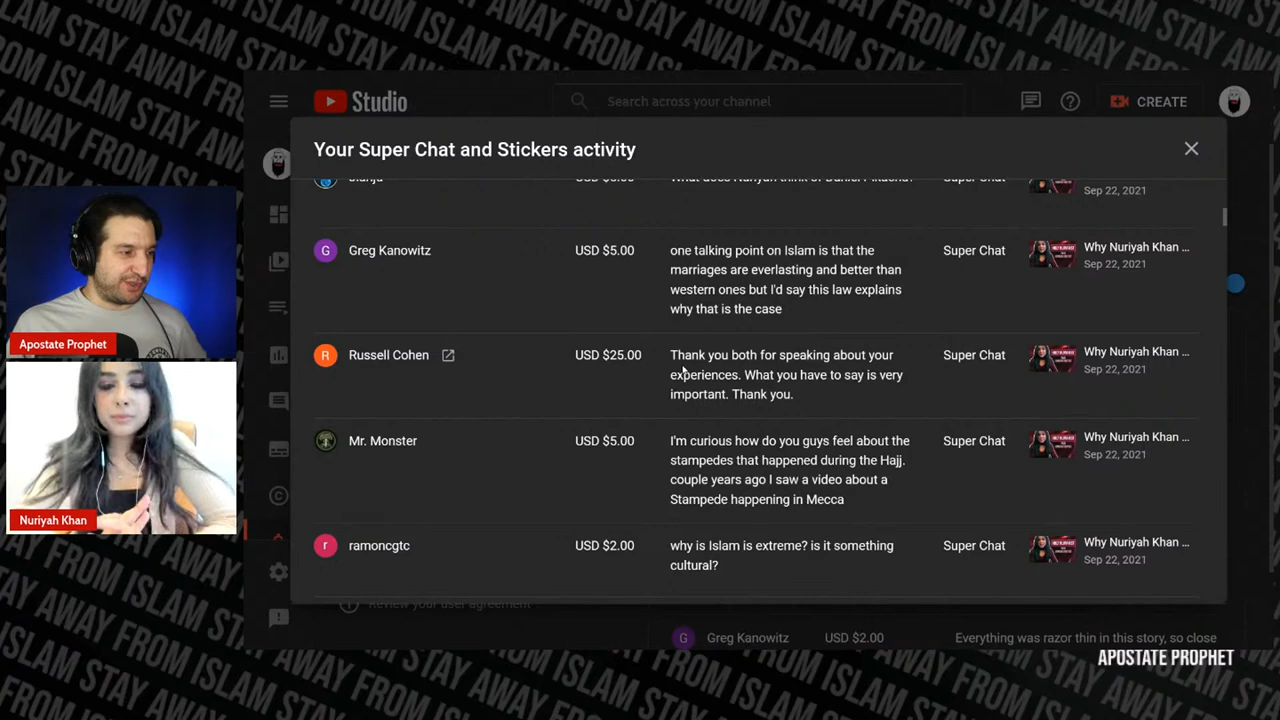 Studio
Search across your channel
CREATE
Your Super Chat and Stickers activity
Sep 22, 2021
Greg Kanowitz
USD $5.00
one talking point on Islam is that the
marriages are everlasting and better than
western ones but I'd say this law explains
why that is the case
Super Chat
Why Nuriyah Khan ...
Sep 22, 2021
Russell Cohen
USD $25.00
Thank you both for speaking about your
experiences. What you have to say is very
important. Thank you.
Super Chat
Why Nuriyah Khan ...
Sep 22, 2021
Mr. Monster
USD $5.00
I'm curious how do you guys feel about the
stampedes that happened during the Hajj.
couple years ago I saw a video about a
Stampede happening in Mecca
Super Chat
Why Nuriyah Khan ...
Sep 22, 2021
ramoncgtc
USD $2.00
why is Islam is extreme? is it something
cultural?
Super Chat
Why Nuriyah Khan ...
Sep 22, 2021
Review your user agreement
Greg Kanowitz
USD $2.00
Everything was razor thin in this story, so close
Apostate Prophet
Nuriyah Khan
APOSTATE PROPHET
STAY AWAY FROM ISLAM